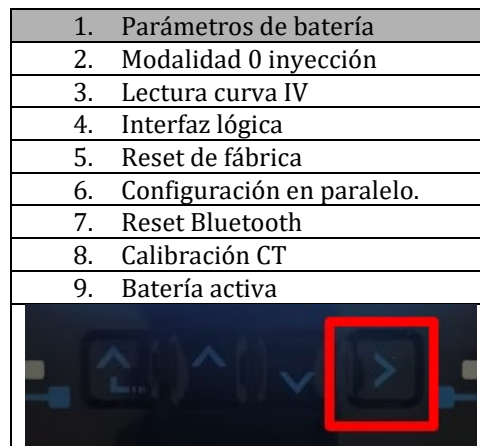 1. Parámetros de batería
2. Modalidad 0 inyección
3. Lectura curva IV
4. Interfaz lógica
5. Reset de fábrica
6. Configuración en paralelo.
7. Reset Bluetooth
8. Calibración CT
9. Batería activa